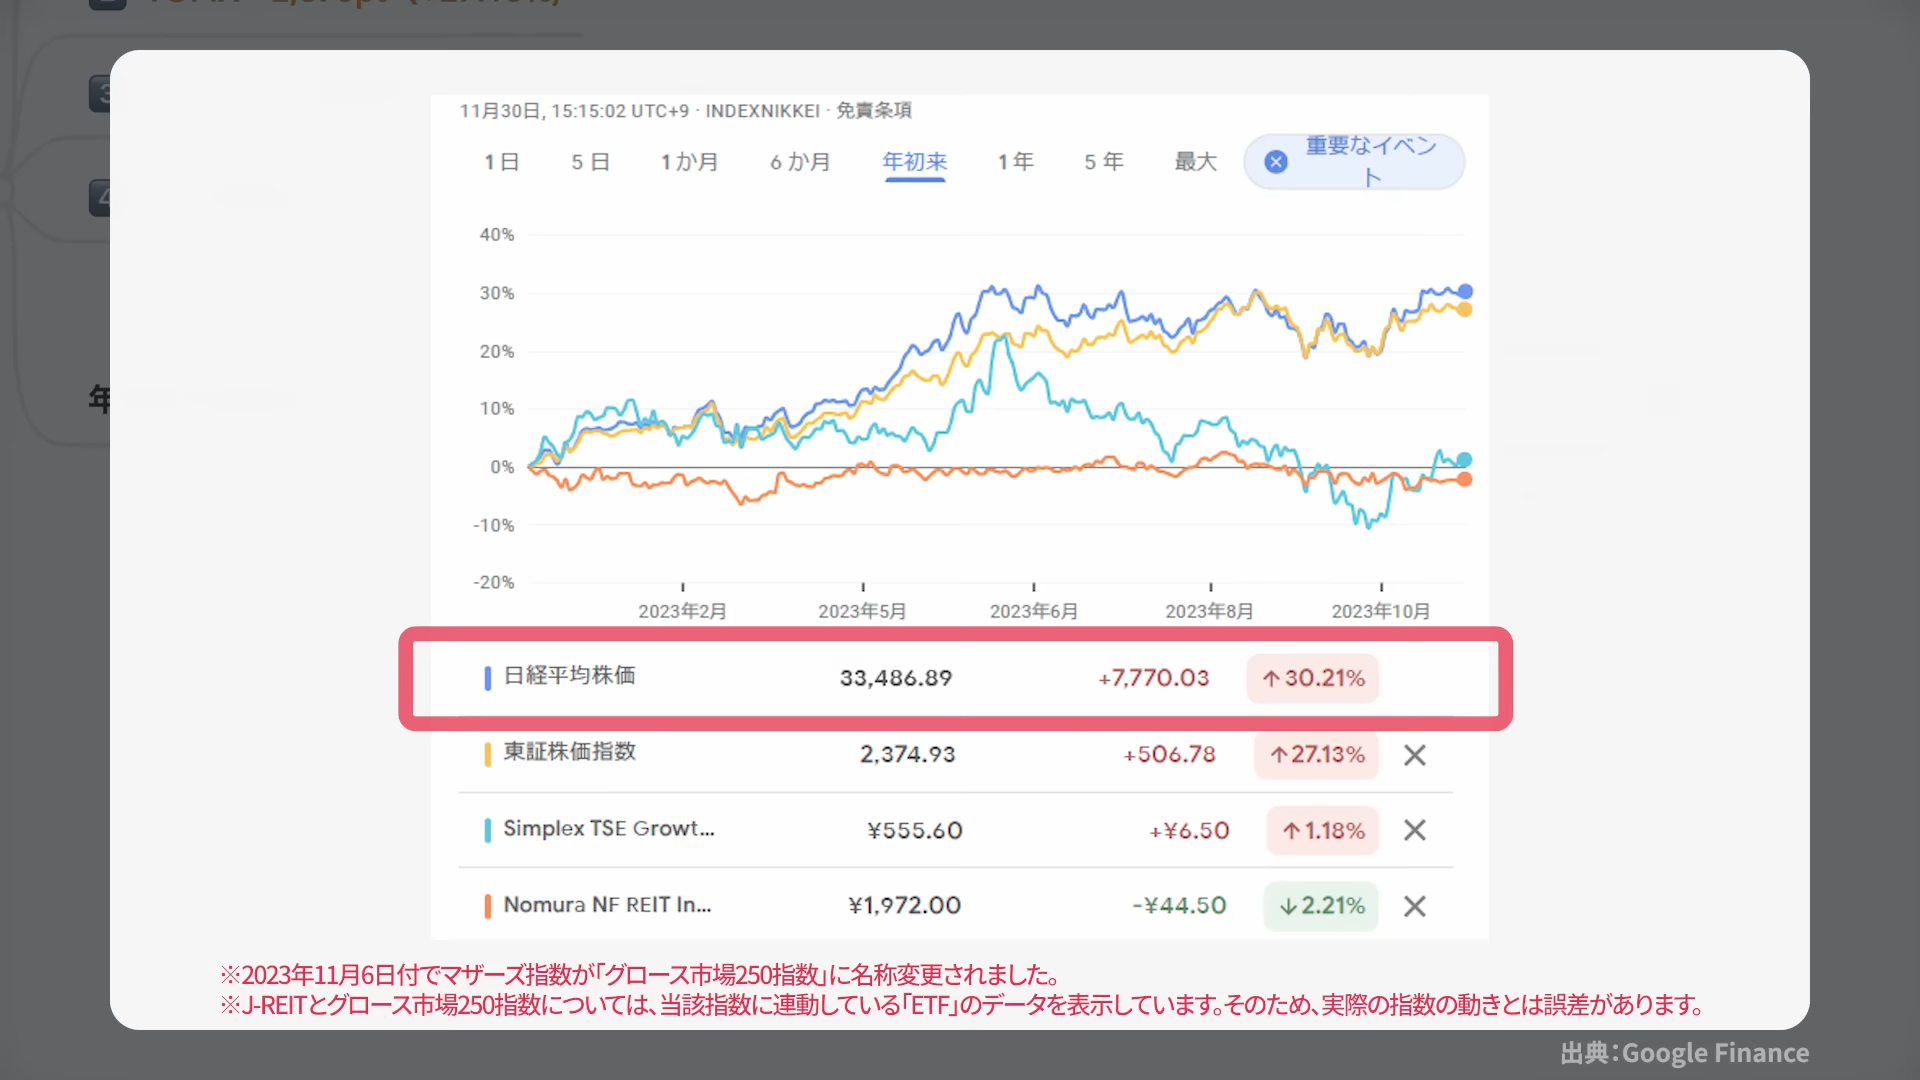 年
11月30日, 15:15:02 UTC+9 · INDEXNIKKEI · 免責条項
1日 5日 1か月 6か月 年初来 1年 5年 最大 重要なイベン
ト
40%
30%
20%
10%
0%
-10%
-20%
2023年2月 2023年5月 2023年6月 2023年8月 2023年10月
日経平均株価 33,486.89 +7,770.03 ↑30.21%
東証株価指数 2,374.93 +506.78 ↑27.13%
Simplex TSE Growt... ¥555.60 +¥6.50 ↑1.18%
Nomura NF REIT In... ¥1,972.00 -¥44.50 ↓2.21%
※2023年11月6日付でマザーズ指数が「グロース市場250指数」に名称変更されました。
※J-REITとグロース市場250指数については、当該指数に連動している「ETF」のデータを表示しています。そのため、実際の指数の動きとは誤差があります。
出典：Google Finance